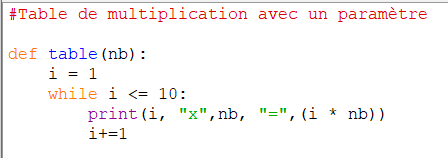 #Table de multiplication avec un paramètre
def table(nb):
    i = 1
    while i <= 10:
        print(i, "x",nb, "=",(i * nb))
        i+=1